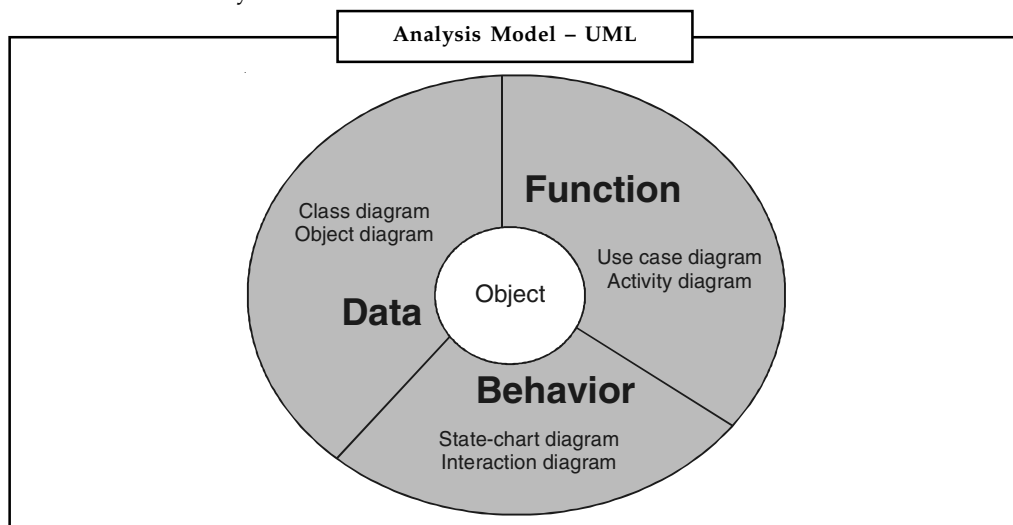 Analysis Model – UML
Function
Class diagram
Object diagram
Use case diagram
Activity diagram
Object
Data
Behavior
State-chart diagram
Interaction diagram